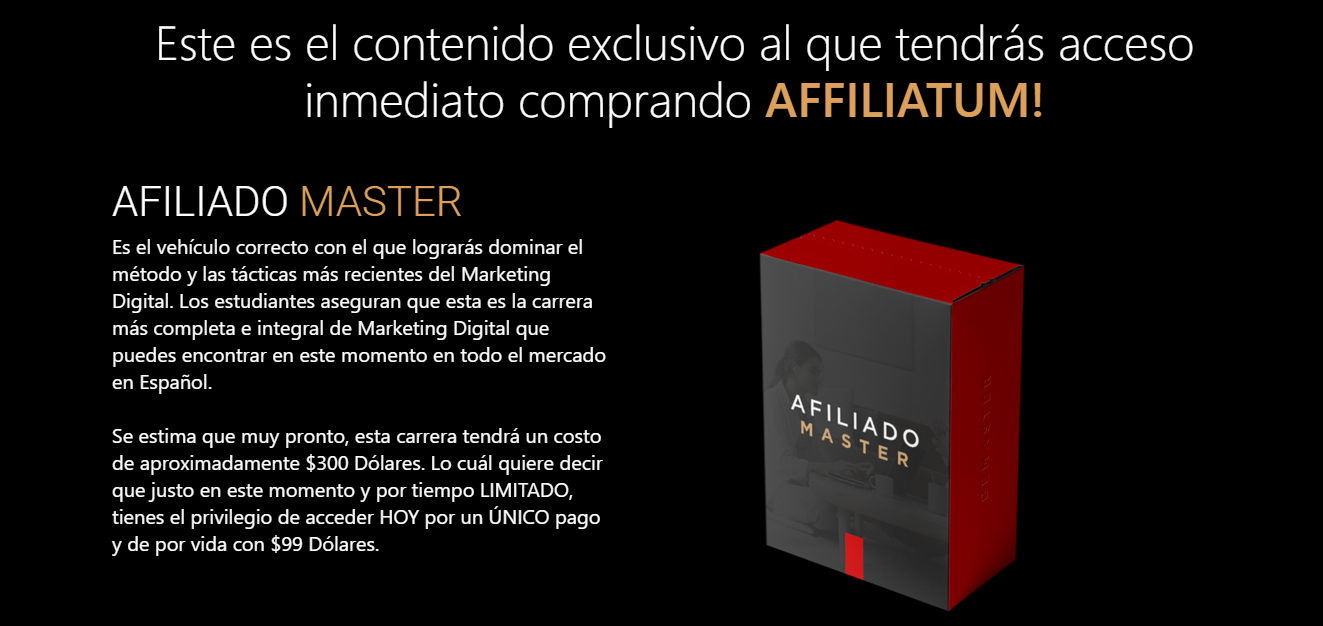 Este es el contenido exclusivo al que tendrás acceso
inmediato comprando AFFILIATUM!
AFILIADO MASTER
Es el vehículo correcto con el que lograrás dominar el
método y las tácticas más recientes del Marketing
Digital. Los estudiantes aseguran que esta es la carrera
más completa e integral de Marketing Digital que
puedes encontrar en este momento en todo el mercado
en Español.
Se estima que muy pronto, esta carrera tendrá un costo
de aproximadamente $300 Dólares. Lo cuál quiere decir
que justo en este momento y por tiempo LIMITADO,
tienes el privilegio de acceder HOY por un ÚNICO pago
y de por vida con $99 Dólares.
AFILIADO
MASTER